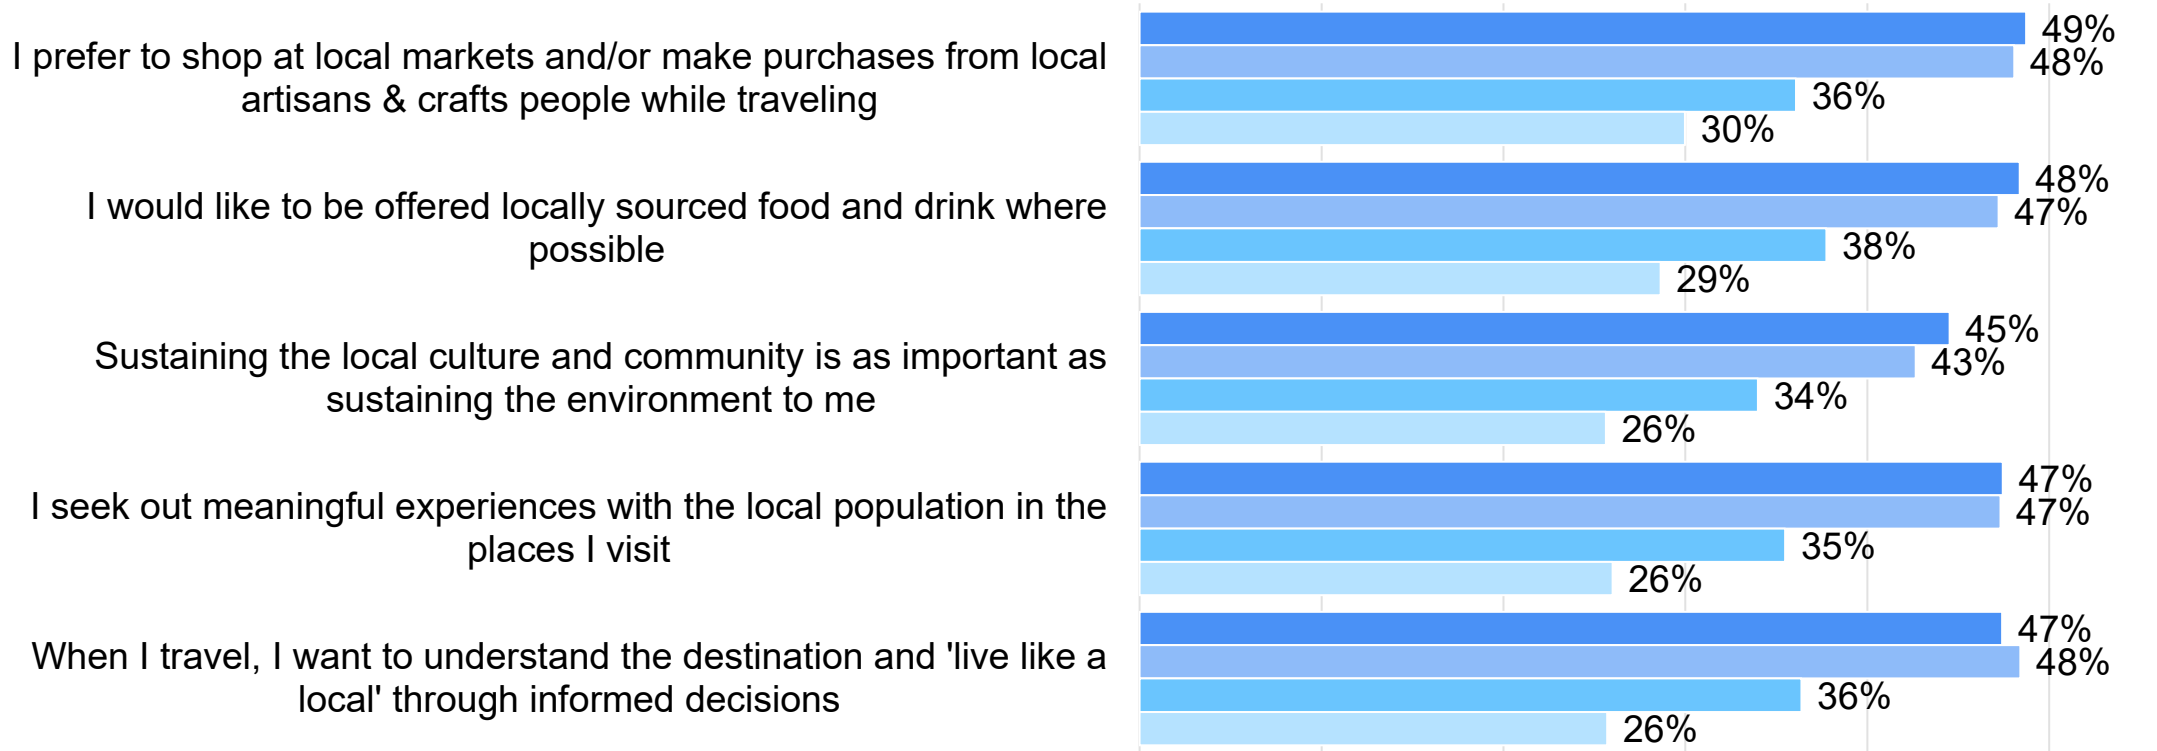 I prefer to shop at local markets and/or make purchases from local
artisans & crafts people while traveling
49%
48%
36%
30%
I would like to be offered locally sourced food and drink where
possible
48%
47%
38%
29%
Sustaining the local culture and community is as important as
sustaining the environment to me
45%
43%
34%
26%
I seek out meaningful experiences with the local population in the
places I visit
47%
47%
35%
26%
When I travel, I want to understand the destination and 'live like a
local' through informed decisions
47%
48%
36%
26%